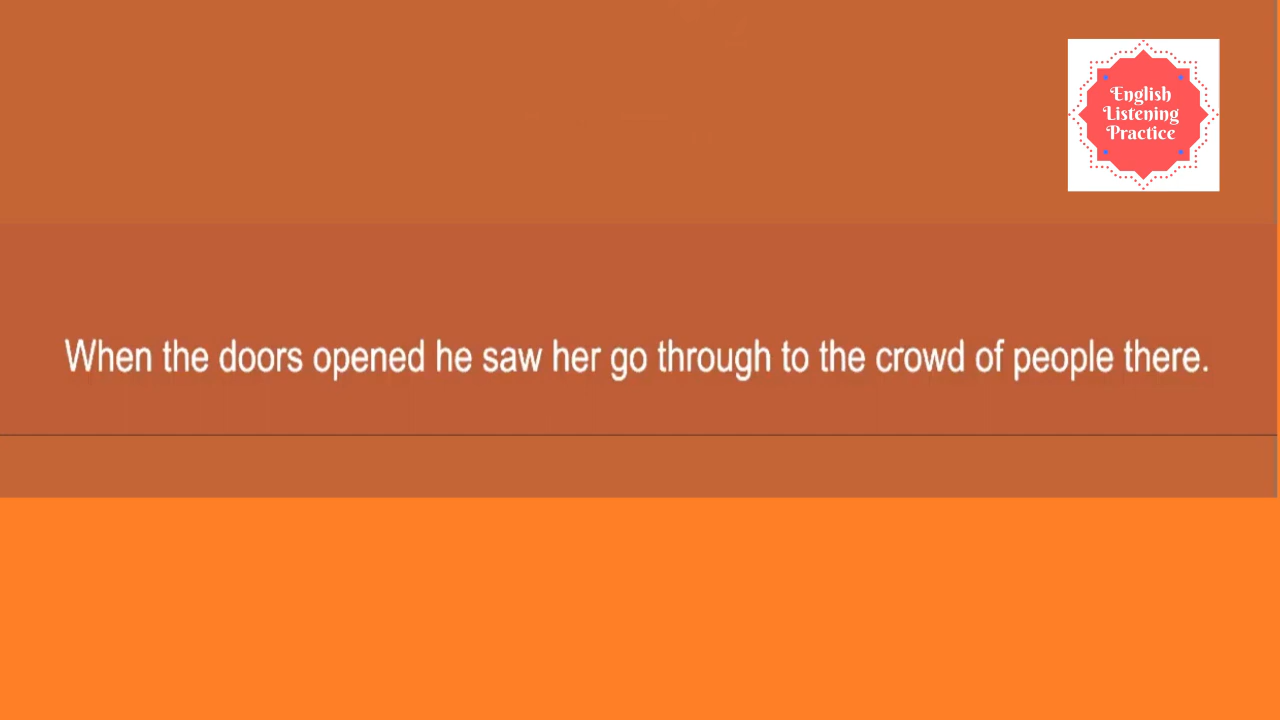 English
Listening
Practice
When the doors opened he saw her go through to the crowd of people there.